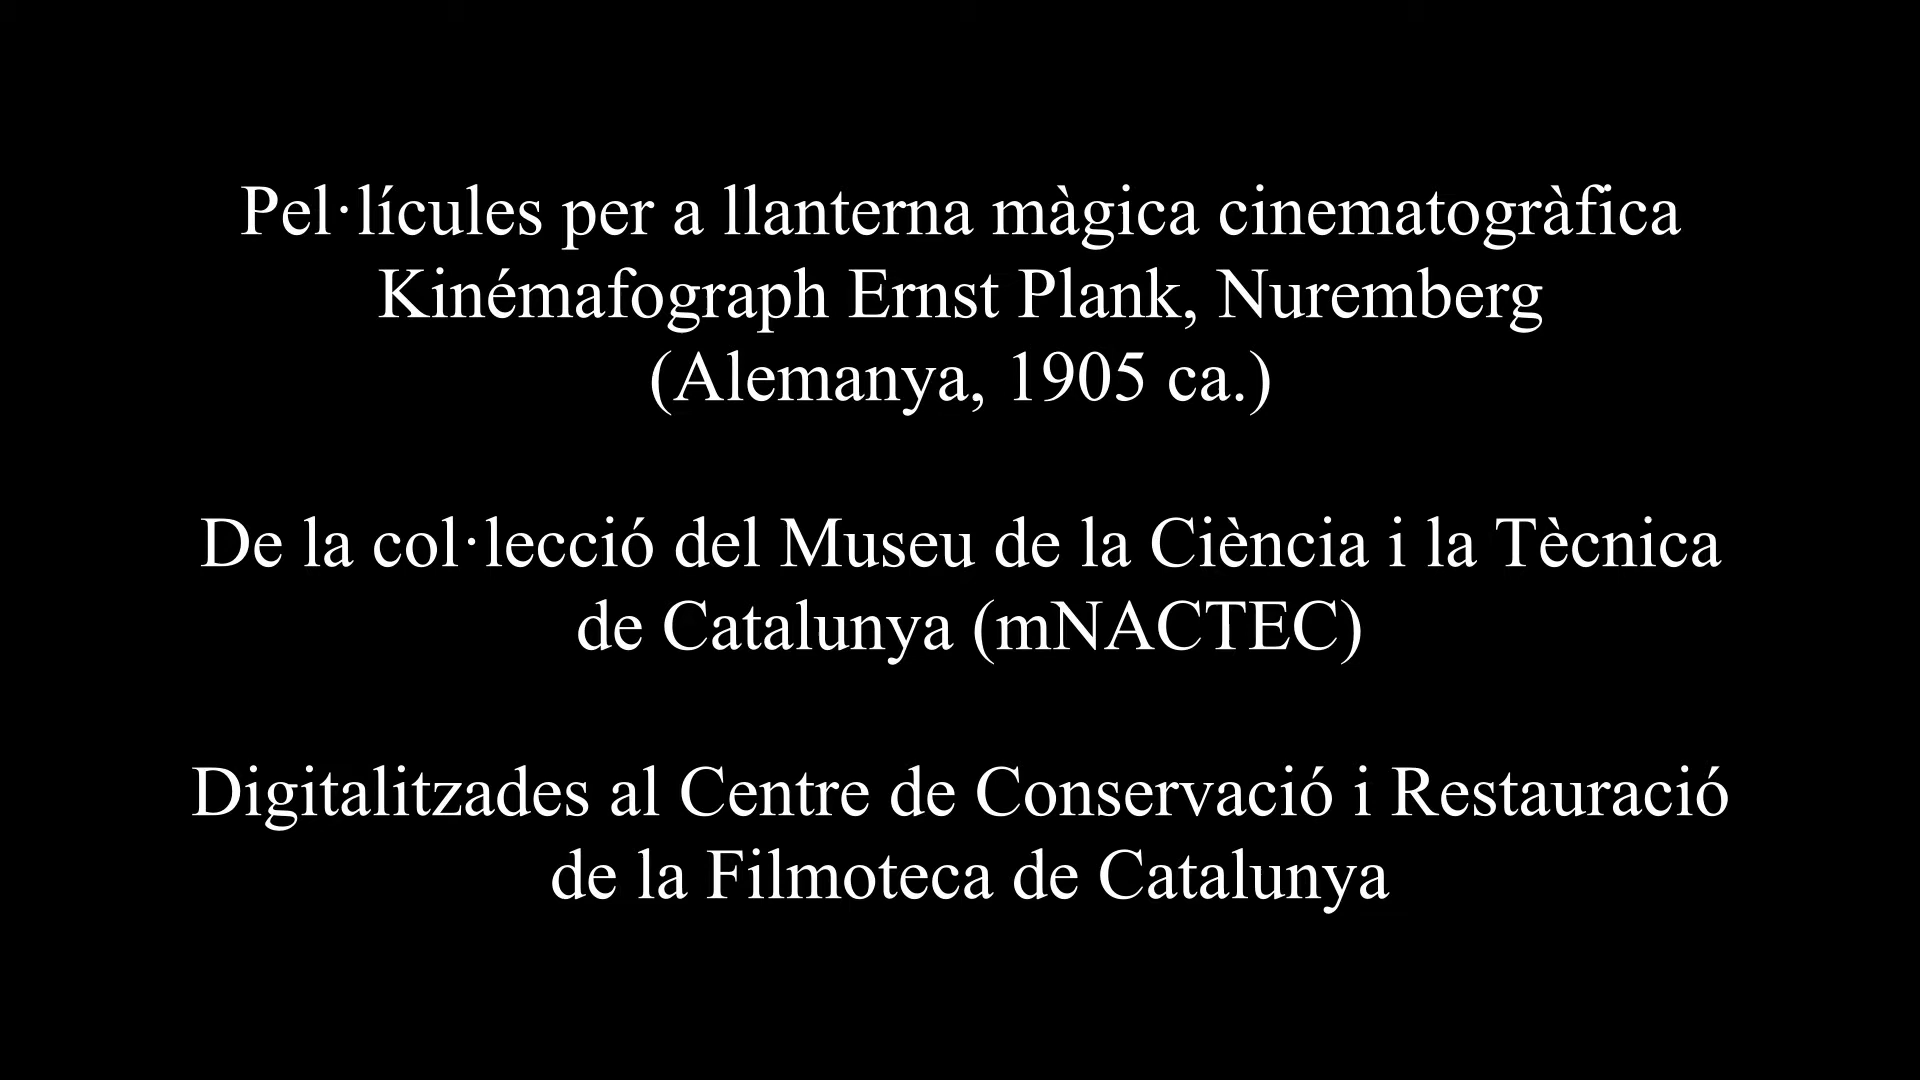 Pel·lícules per a llanterna màgica cinematogràfica
Kinémafograph Ernst Plank, Nuremberg
(Alemanya, 1905 ca.)
De la col·lecció del Museu de la Ciència i la Tècnica
de Catalunya (mNACTEC)
Digitalitzades al Centre de Conservació i Restauració
de la Filmoteca de Catalunya